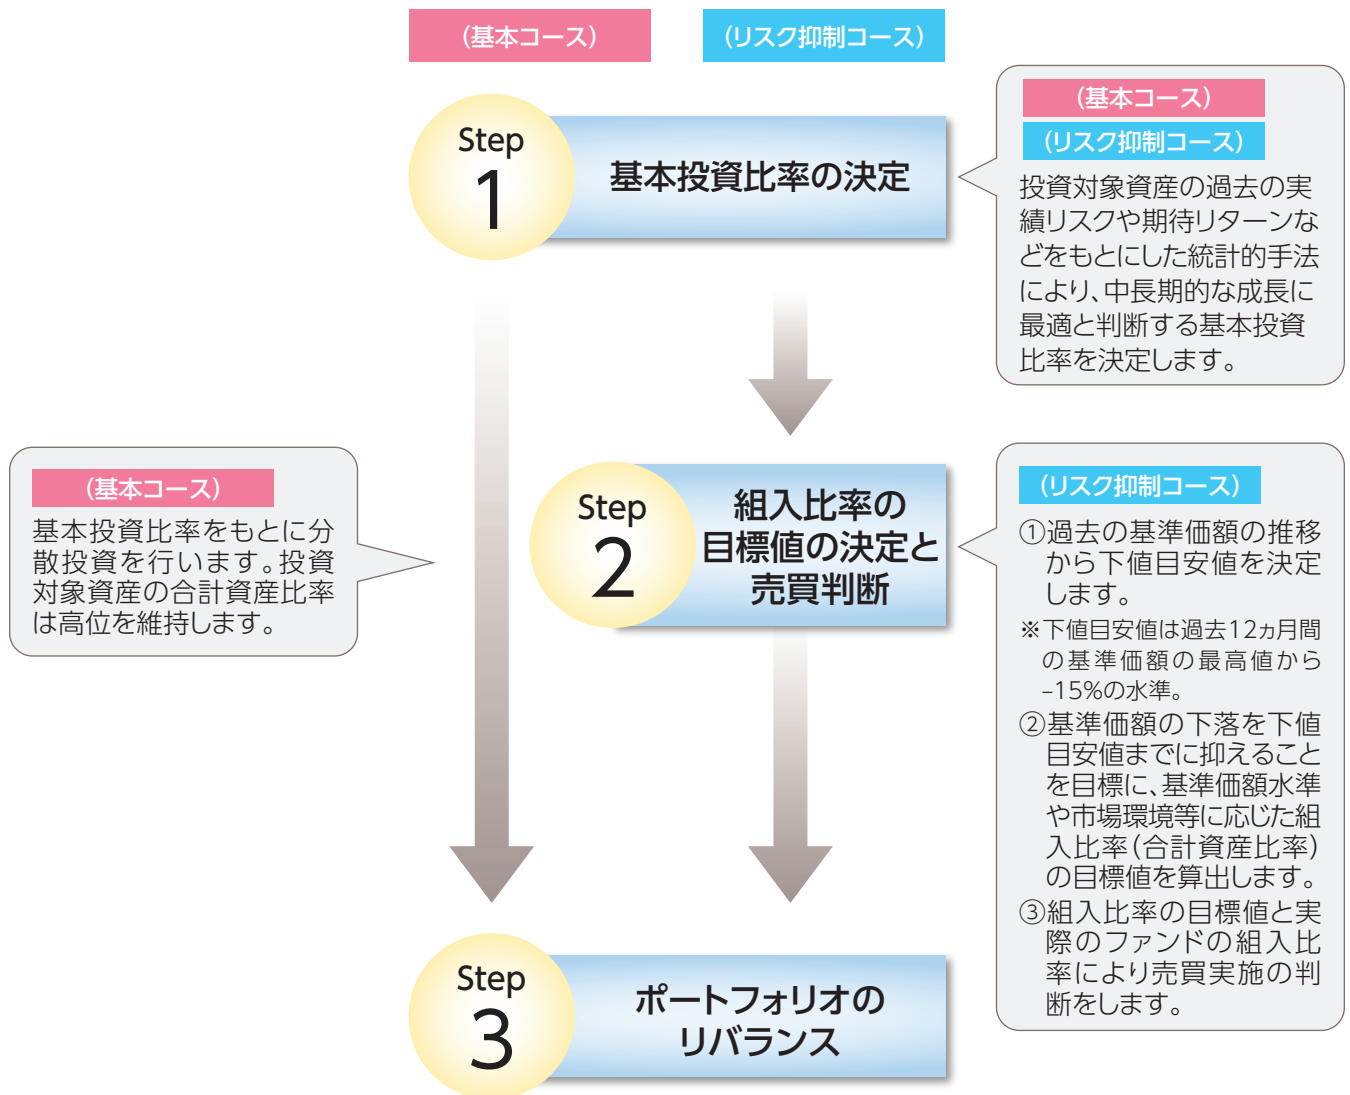 (基本コース)
(リスク抑制コース)
Step
1
基本投資比率の決定
(基本コース)
(リスク抑制コース)
投資対象資産の過去の実
績リスクや期待リターンな
どをもとにした統計的手法
により、中長期的な成長に
最適と判断する基本投資
比率を決定します。
(基本コース)
基本投資比率をもとに分
散投資を行います。投資
対象資産の合計資産比率
は高位を維持します。
Step
2
組入比率の
目標値の決定と
売買判断
(リスク抑制コース)
①過去の基準価額の推移
から下値目安値を決定
します。
※下値目安値は過去12ヵ月間
の基準価額の最高値から
–15%の水準。
②基準価額の下落を下値
目安値までに抑えること
を目標に、基準価額水準
や市場環境等に応じた組
入比率(合計資産比率)
の目標値を算出します。
③組入比率の目標値と実
際のファンドの組入比
率により売買実施の判
断をします。
Step
3
ポートフォリオの
リバランス